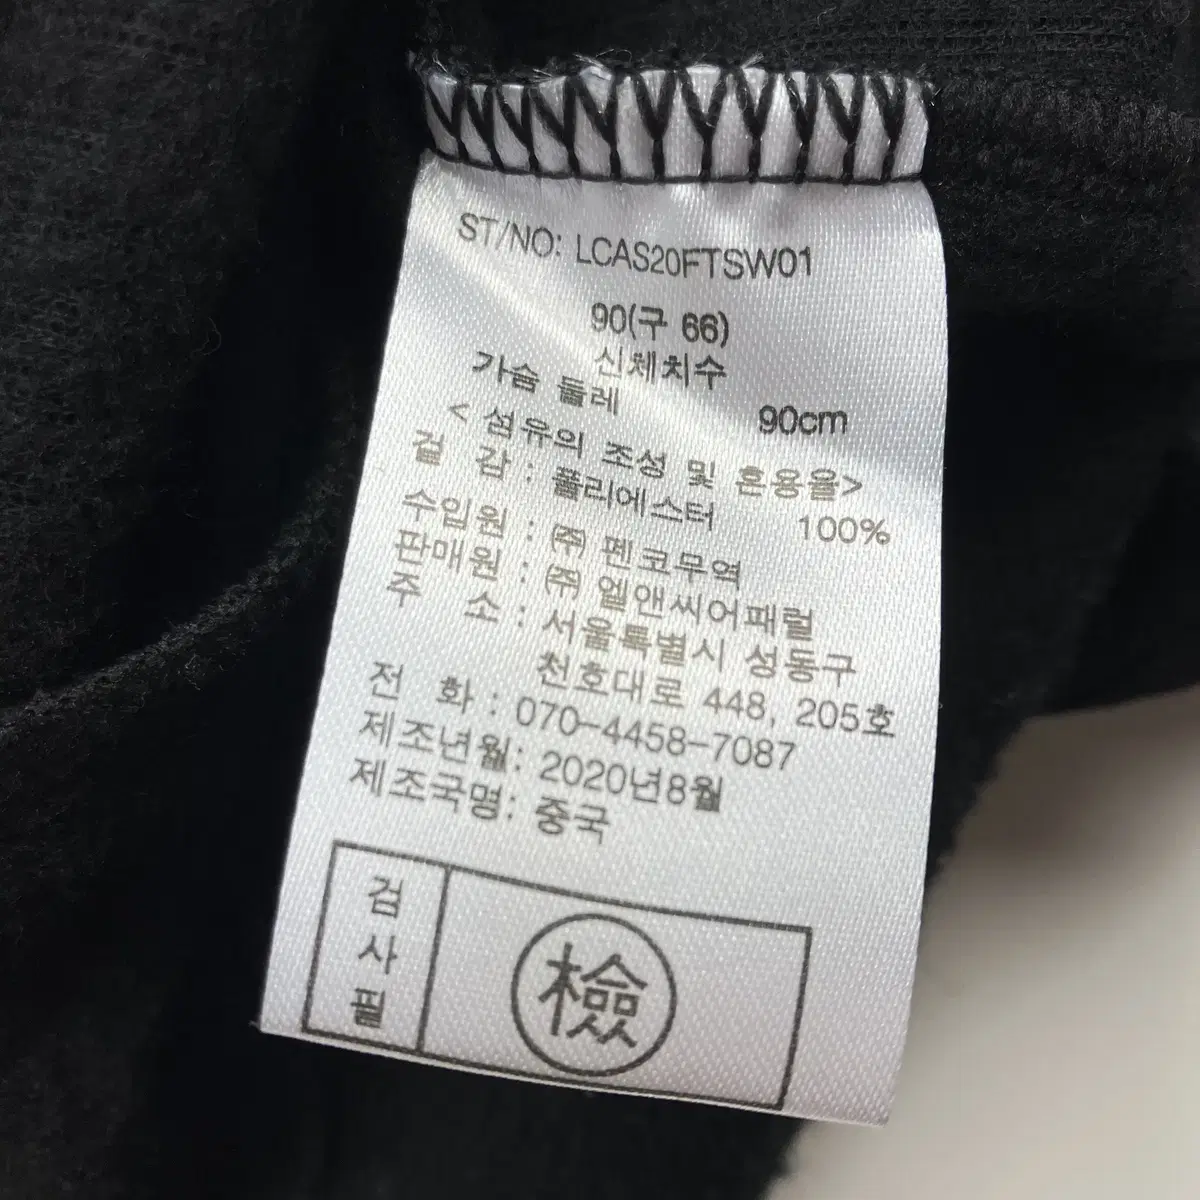 ST/NO: LCAS20FTSW01
90(구 66)
신체치수
가슴 둘레 90cm
< 섬유의 조성 및 혼용율>
겉 감 : 폴리에스터 100%
수입원 : ㈜ 펜코무역
판매원 : ㈜ 엘앤씨어패럴
주 소 : 서울특별시 성동구
천호대로 448, 205호
전 화 : 070-4458-7087
제조년월: 2020년8월
제조국명: 중국
검사필
檢